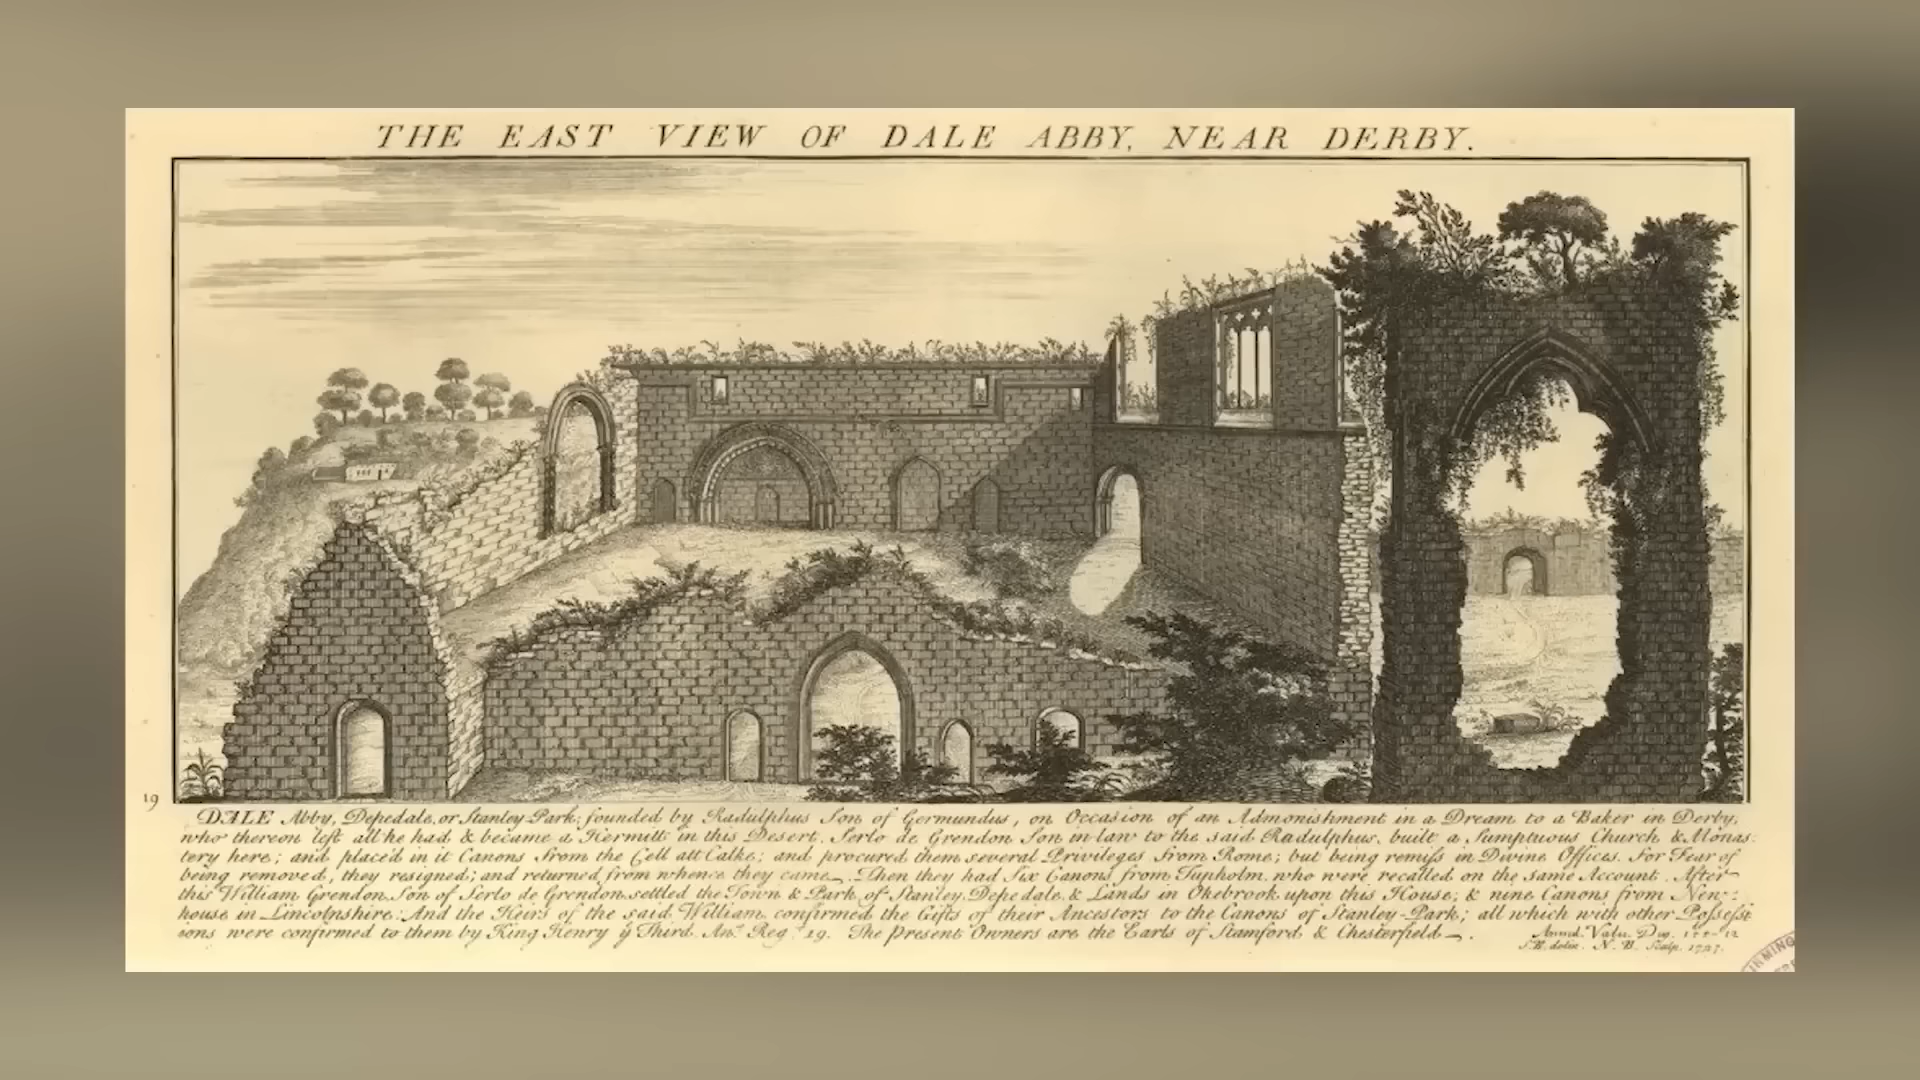 THE EAST VIEW OF DALE ABBY, NEAR DERBY.
19
DALE Abby, Depedale, or Stanley-Park; founded by Radulphus Son of Germundus, on Occasion of an Admonishment in a Dream to a Baker in Derby;
who thereon left all he had, & became a Hermitt in this Desert. Serlo de Grendon Son in law to the said Radulphus, built a Sumptuous Church & Monas:
tery here; and placed in it Canons from the Cell att Calke; and procured them several Privileges from Rome; but being remiss in Divine Offices, for Fear of
being removed, they resigned; and returned from whence they came. Then they had Six Canons from Tupholm, who were recalled on the same Account. After
this William Grendon Son of Serlo de Grendon settled the Town & Park of Stanley, Depedale, & Lands in Okebrook upon this House; & nine Canons from New-
house in Lincolnshire: And the Heirs of the said William confirmed the Gifts of their Ancestors to the Canons of Stanley-Park; all which with other Possess
ions were confirmed to them by King Henry ỹ Third. An.º Reg. 19. The Present Owners are the Earls of Stamford & Chesterfield.
Annul. Valu. Dug.
S.B. delin. N.B. Sculp. 1727.